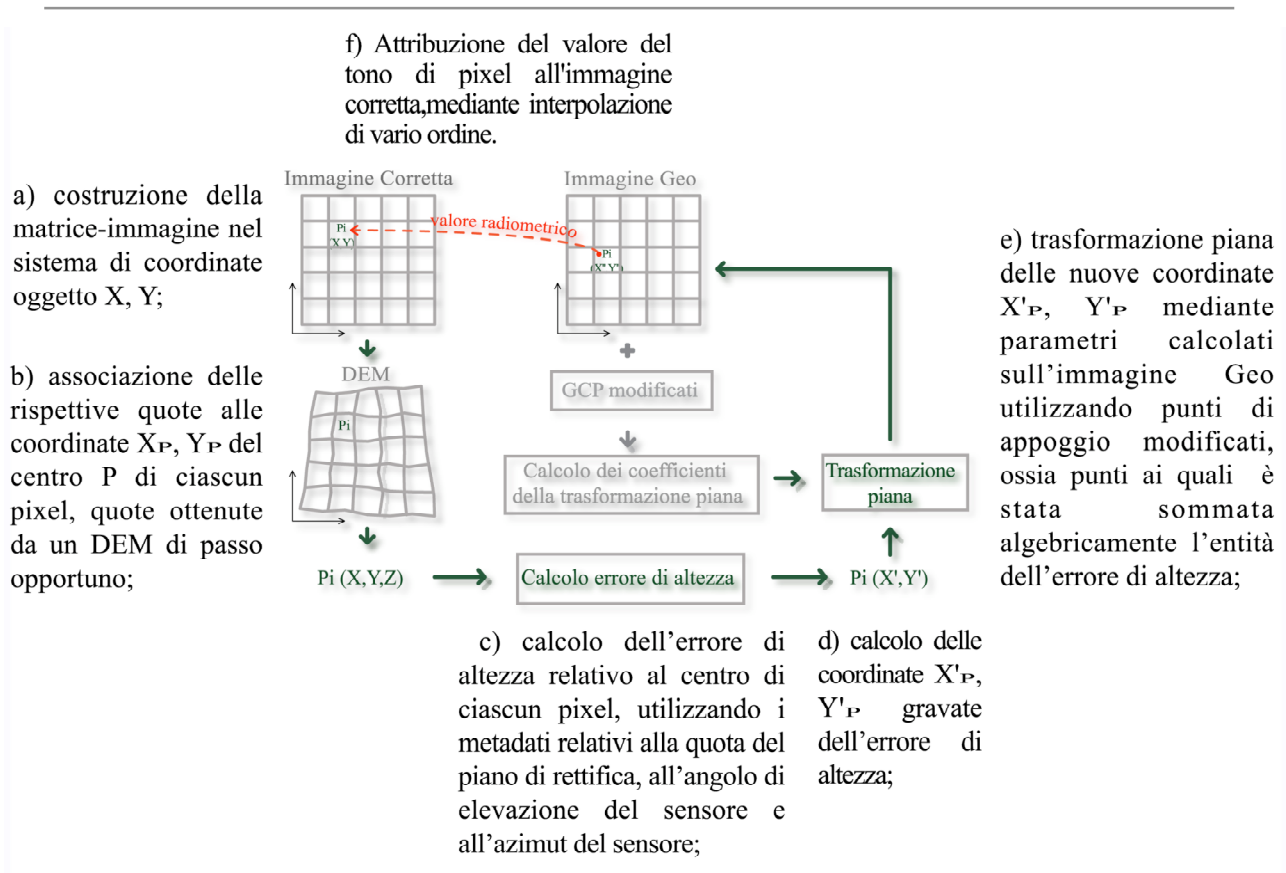 f) Attribuzione del valore del
tono di pixel all'immagine
corretta,mediante interpolazione
di vario ordine.
a) costruzione della
matrice-immagine nel
sistema di coordinate
oggetto X, Y;
b) associazione delle
rispettive quote alle
coordinate XP, YP del
centro P di ciascun
pixel, quote ottenute
da un DEM di passo
opportuno;
Immagine Corretta
Pi
(X,Y)
valore radiometrico
Immagine Geo
Pi
(X'' Y'')
DEM
Pi
GCP modificati
Calcolo dei coefficienti
della trasformazione piana
Trasformazione
piana
Pi (X,Y,Z)
Calcolo errore di altezza
Pi (X',Y')
e) trasformazione piana
delle nuove coordinate
X'P, Y'P mediante
parametri calcolati
sull’immagine Geo
utilizzando punti di
appoggio modificati,
ossia punti ai quali è
stata sommata
algebricamente l’entità
dell’errore di altezza;
c) calcolo dell’errore di
altezza relativo al centro di
ciascun pixel, utilizzando i
metadati relativi alla quota del
piano di rettifica, all’angolo di
elevazione del sensore e
all’azimut del sensore;
d) calcolo delle
coordinate X'P,
Y'P gravate
dell’errore di
altezza;